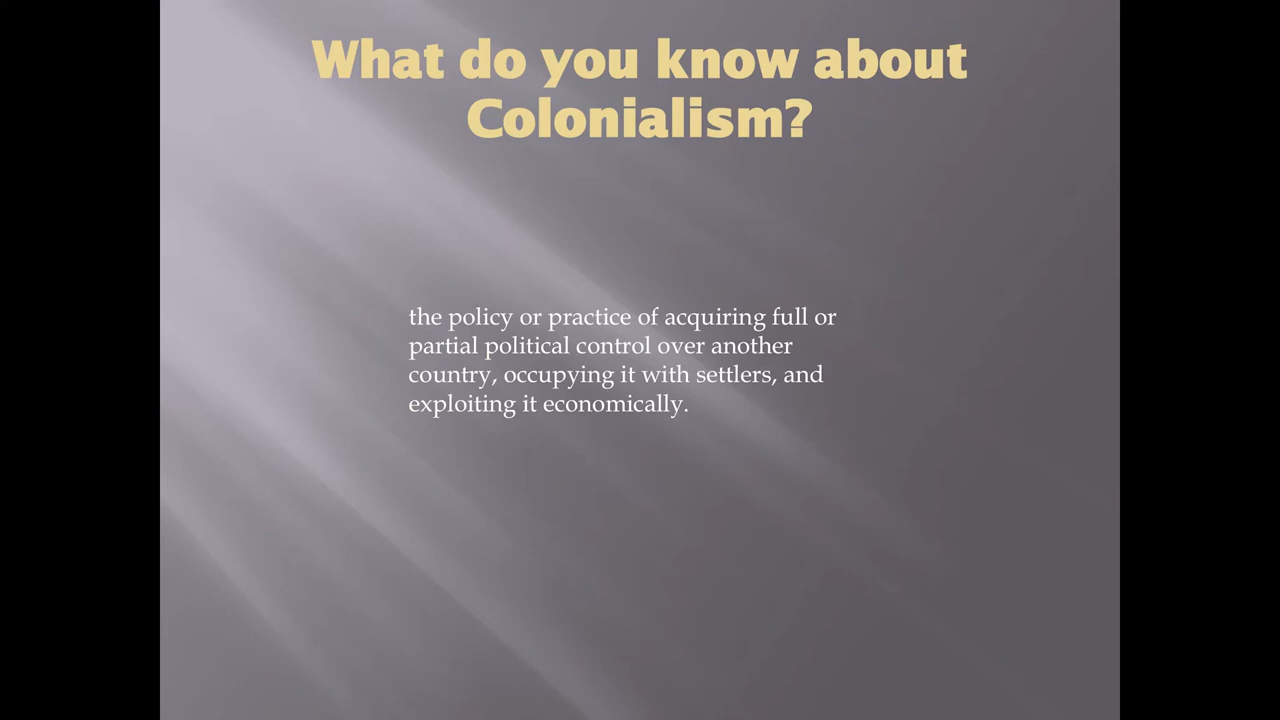 What do you know about
Colonialism?
the policy or practice of acquiring full or
partial political control over another
country, occupying it with settlers, and
exploiting it economically.